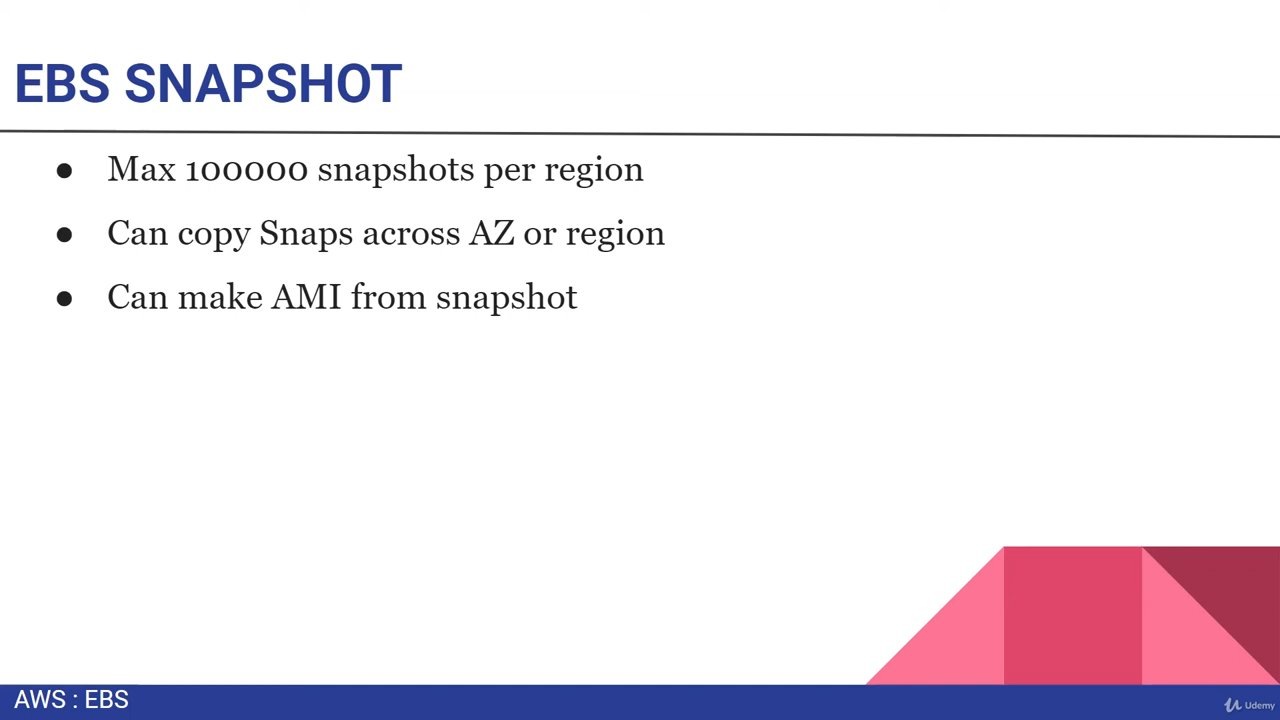 EBS SNAPSHOT
● Max 100000 snapshots per region
● Can copy Snaps across AZ or region
● Can make AMI from snapshot
AWS : EBS
Udemy